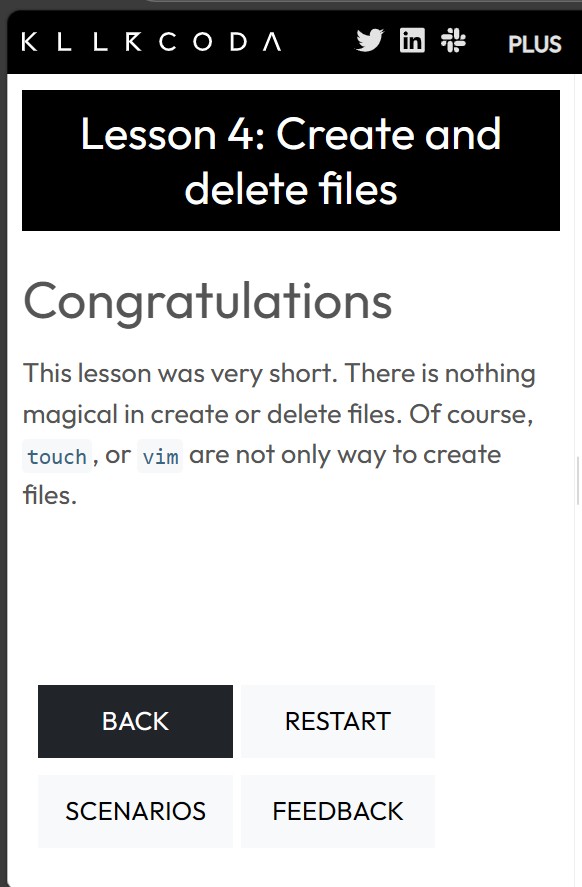 KLLRCODA PLUS
Lesson 4: Create and
delete files
Congratulations
This lesson was very short. There is nothing
magical in create or delete files. Of course,
touch, or vim are not only way to create
files.
BACK RESTART
SCENARIOS FEEDBACK